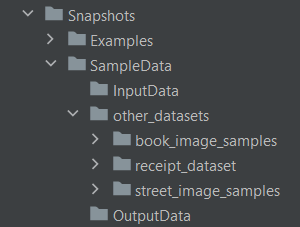 Snapshots
Examples
SampleData
InputData
other_datasets
book_image_samples
receipt_dataset
street_image_samples
OutputData